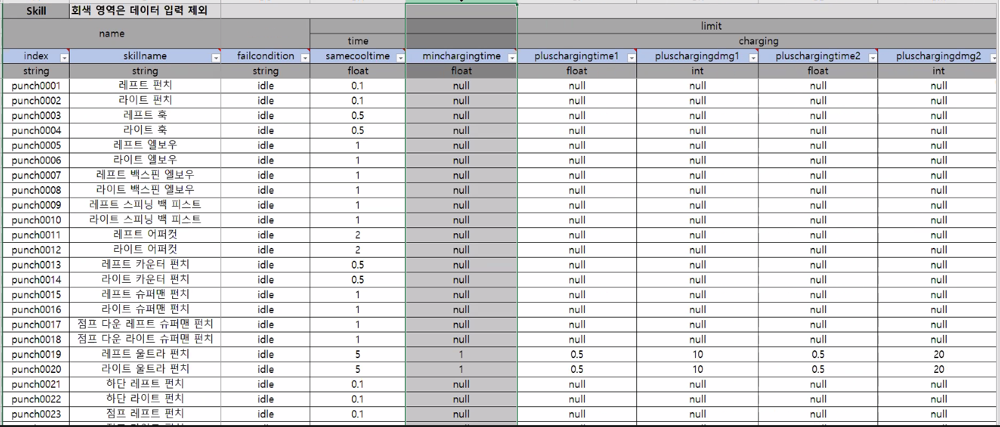 Skill 회색 영역은 데이터 입력 제외
name limit
time charging
index skillname failcondition samecooltime minchargingtime pluschargingtime1 pluschargingdmg1 pluschargingtime2 pluschargingdmg2
string string string float float float int float int
punch0001 레프트 펀치 idle 0.1 null null null null null
punch0002 라이트 펀치 idle 0.1 null null null null null
punch0003 레프트 훅 idle 0.5 null null null null null
punch0004 라이트 훅 idle 0.5 null null null null null
punch0005 레프트 엘보우 idle 1 null null null null null
punch0006 라이트 엘보우 idle 1 null null null null null
punch0007 레프트 백스핀 엘보우 idle 1 null null null null null
punch0008 라이트 백스핀 엘보우 idle 1 null null null null null
punch0009 레프트 스피닝 백 피스트 idle 1 null null null null null
punch0010 라이트 스피닝 백 피스트 idle 1 null null null null null
punch0011 레프트 어퍼컷 idle 2 null null null null null
punch0012 라이트 어퍼컷 idle 2 null null null null null
punch0013 레프트 카운터 펀치 idle 0.5 null null null null null
punch0014 라이트 카운터 펀치 idle 0.5 null null null null null
punch0015 레프트 슈퍼맨 펀치 idle 1 null null null null null
punch0016 라이트 슈퍼맨 펀치 idle 1 null null null null null
punch0017 점프 다운 레프트 슈퍼맨 펀치 idle 1 null null null null null
punch0018 점프 다운 라이트 슈퍼맨 펀치 idle 1 null null null null null
punch0019 레프트 울트라 펀치 idle 5 1 0.5 10 0.5 20
punch0020 라이트 울트라 펀치 idle 5 1 0.5 10 0.5 20
punch0021 하단 레프트 펀치 idle 0.1 null null null null null
punch0022 하단 라이트 펀치 idle 0.1 null null null null null
punch0023 점프 레프트 펀치 idle 0.1 null null null null null